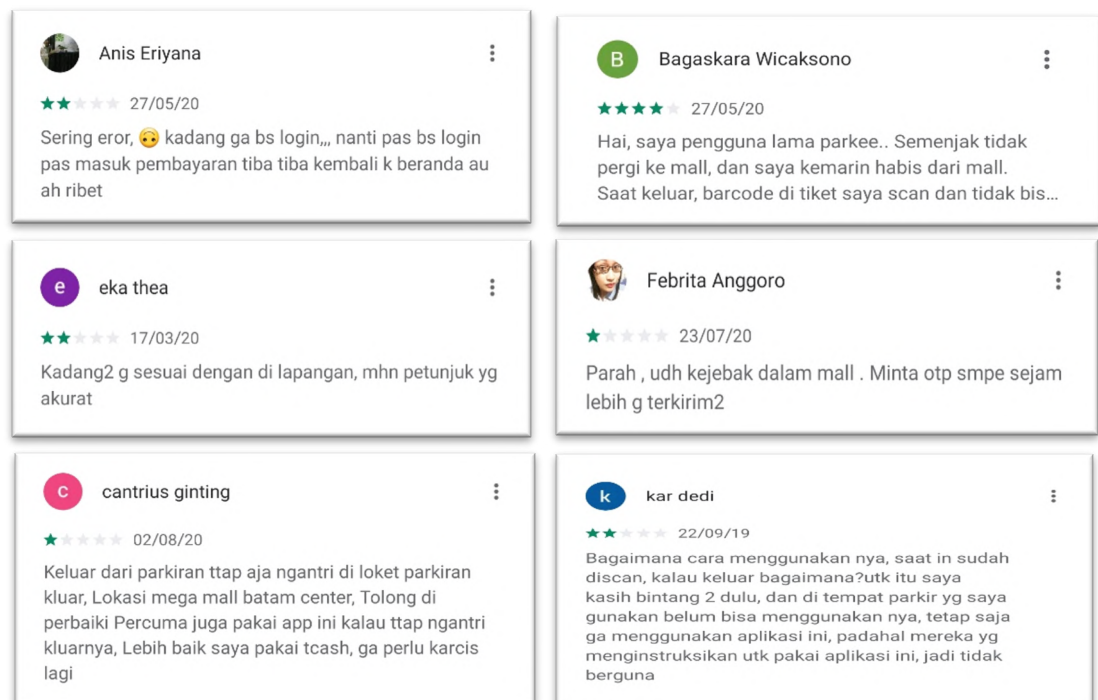 Anis Eriyana
27/05/20
Sering eror, 🙃 kadang ga bs login,,, nanti pas bs login
pas masuk pembayaran tiba tiba kembali k beranda au
ah ribet
B
Bagaskara Wicaksono
27/05/20
Hai, saya pengguna lama parkee.. Semenjak tidak
pergi ke mall, dan saya kemarin habis dari mall.
Saat keluar, barcode di tiket saya scan dan tidak bis...
e
eka thea
17/03/20
Kadang2 g sesuai dengan di lapangan, mhn petunjuk yg
akurat
Febrita Anggoro
23/07/20
Parah , udh kejebak dalam mall . Minta otp smpe sejam
lebih g terkirim2
c
cantrius ginting
02/08/20
Keluar dari parkiran ttap aja ngantri di loket parkiran
kluar, Lokasi mega mall batam center, Tolong di
perbaiki Percuma juga pakai app ini kalau ttap ngantri
kluarnya, Lebih baik saya pakai tcash, ga perlu karcis
lagi
k
kar dedi
22/09/19
Bagaimana cara menggunakan nya, saat in sudah
discan, kalau keluar bagaimana?utk itu saya
kasih bintang 2 dulu, dan di tempat parkir yg saya
gunakan belum bisa menggunakan nya, tetap saja
ga menggunakan aplikasi ini, padahal mereka yg
menginstruksikan utk pakai aplikasi ini, jadi tidak
berguna